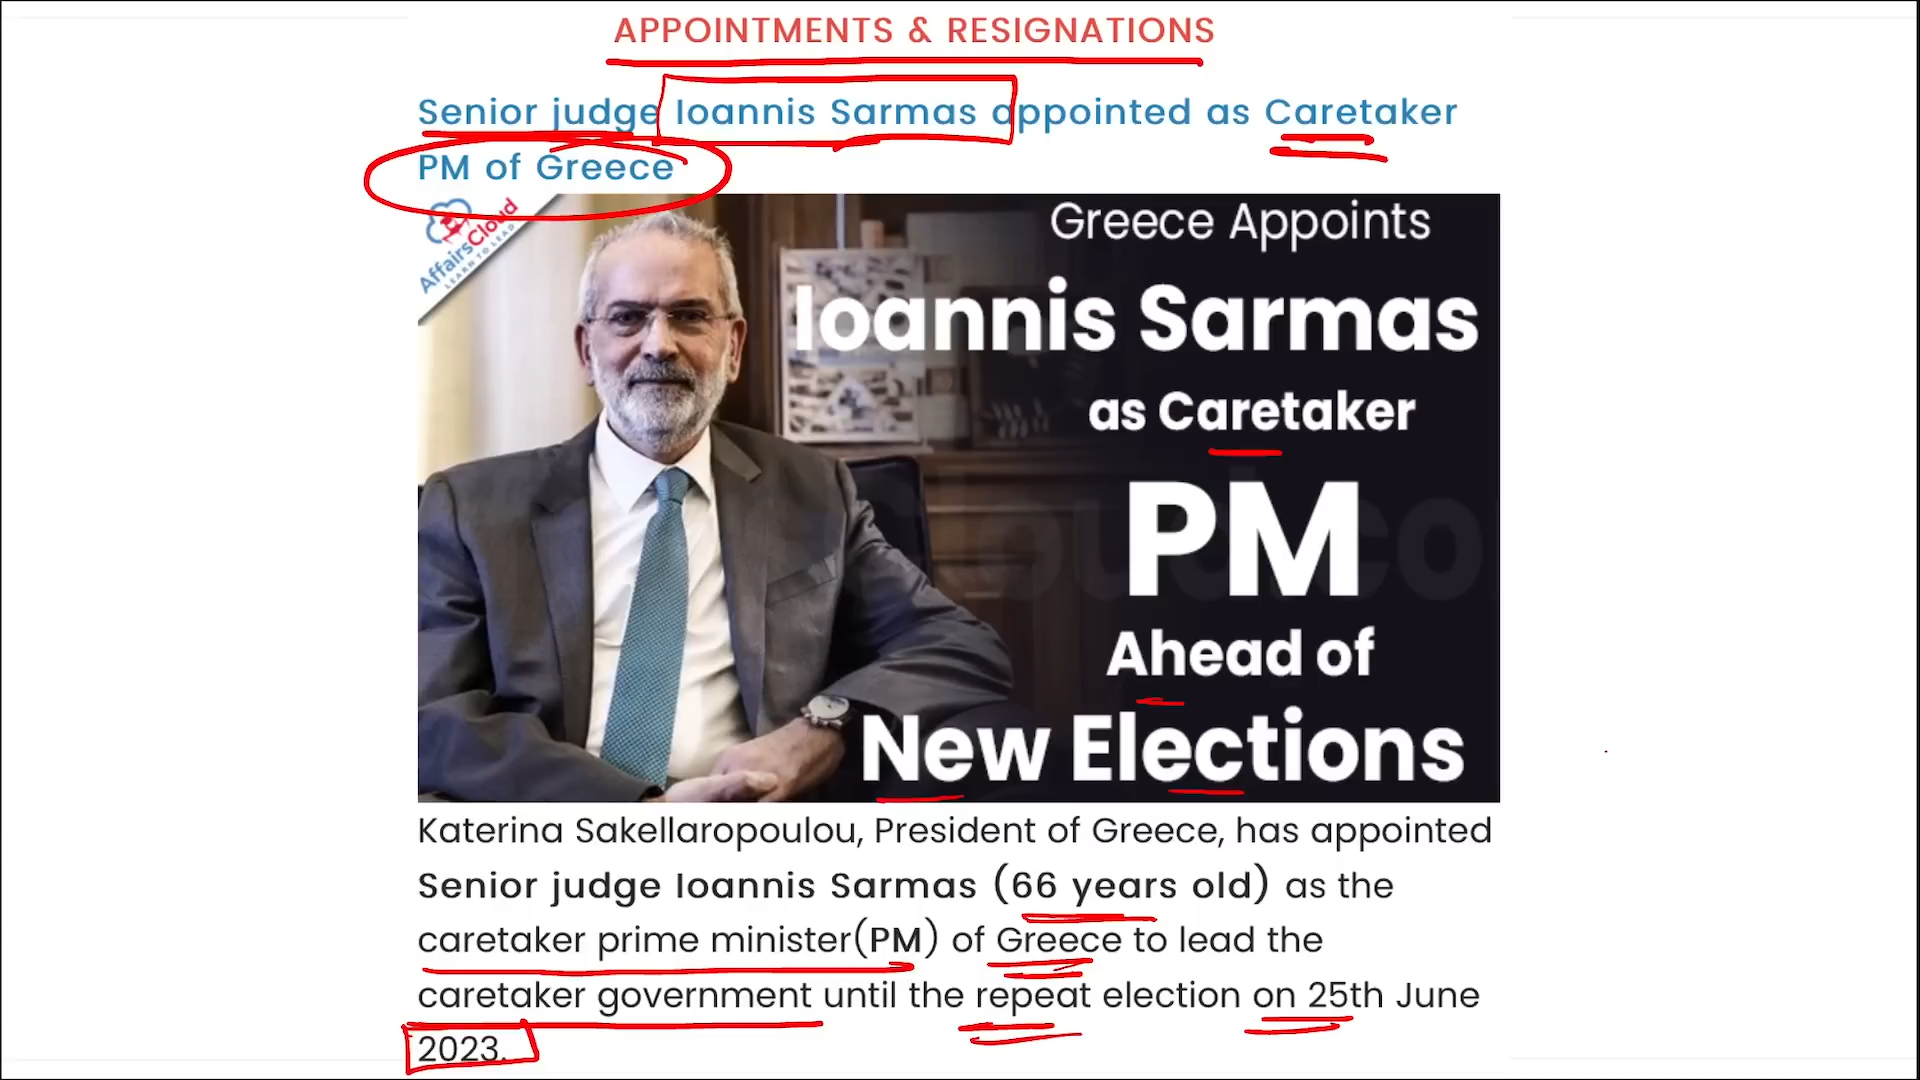 APPOINTMENTS & RESIGNATIONS
Senior judge Ioannis Sarmas appointed as Caretaker
PM of Greece
AffairsCloud
LEARN TO LEAD
Greece Appoints
Ioannis Sarmas
as Caretaker
PM
Ahead of
New Elections
Katerina Sakellaropoulou, President of Greece, has appointed
Senior judge Ioannis Sarmas (66 years old) as the
caretaker prime minister(PM) of Greece to lead the
caretaker government until the repeat election on 25th June
2023.